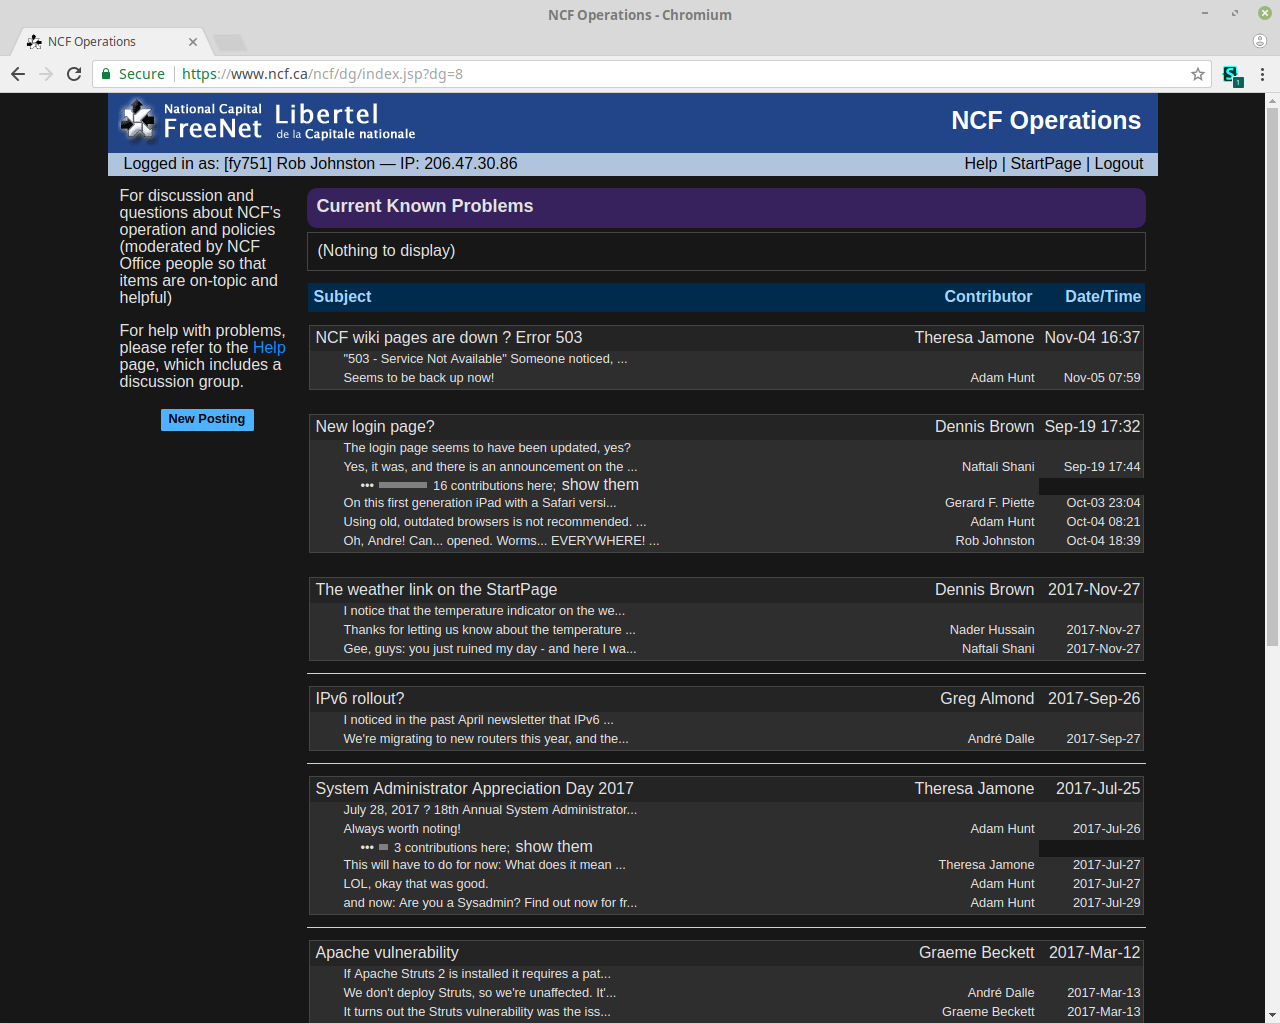 NCF Operations - Chromium
NCF Operations
Secure https://www.ncf.ca/ncf/dg/index.jsp?dg=8
1
National Capital FreeNet
Libertel de la Capitale nationale
NCF Operations
Logged in as: [fy751] Rob Johnston — IP: 206.47.30.86
Help | StartPage | Logout
For discussion and
questions about NCF's
operation and policies
(moderated by NCF
Office people so that
items are on-topic and
helpful)
For help with problems,
please refer to the Help
page, which includes a
discussion group.
New Posting
Current Known Problems
(Nothing to display)
Subject Contributor Date/Time
NCF wiki pages are down ? Error 503 Theresa Jamone Nov-04 16:37
"503 - Service Not Available" Someone noticed, ...
Seems to be back up now! Adam Hunt Nov-05 07:59
New login page? Dennis Brown Sep-19 17:32
The login page seems to have been updated, yes?
Yes, it was, and there is an announcement on the ... Naftali Shani Sep-19 17:44
••• 16 contributions here; show them
On this first generation iPad with a Safari versi... Gerard F. Piette Oct-03 23:04
Using old, outdated browsers is not recommended. ... Adam Hunt Oct-04 08:21
Oh, Andre! Can... opened. Worms... EVERYWHERE! ... Rob Johnston Oct-04 18:39
The weather link on the StartPage Dennis Brown 2017-Nov-27
I notice that the temperature indicator on the we...
Thanks for letting us know about the temperature ... Nader Hussain 2017-Nov-27
Gee, guys: you just ruined my day - and here I wa... Naftali Shani 2017-Nov-27
IPv6 rollout? Greg Almond 2017-Sep-26
I noticed in the past April newsletter that IPv6 ...
We're migrating to new routers this year, and the... André Dalle 2017-Sep-27
System Administrator Appreciation Day 2017 Theresa Jamone 2017-Jul-25
July 28, 2017 ? 18th Annual System Administrator...
Always worth noting! Adam Hunt 2017-Jul-26
••• 3 contributions here; show them
This will have to do for now: What does it mean ... Theresa Jamone 2017-Jul-27
LOL, okay that was good. Adam Hunt 2017-Jul-27
and now: Are you a Sysadmin? Find out now for fr... Adam Hunt 2017-Jul-29
Apache vulnerability Graeme Beckett 2017-Mar-12
If Apache Struts 2 is installed it requires a pat...
We don't deploy Struts, so we're unaffected. It'... André Dalle 2017-Mar-13
It turns out the Struts vulnerability was the iss... Graeme Beckett 2017-Mar-13